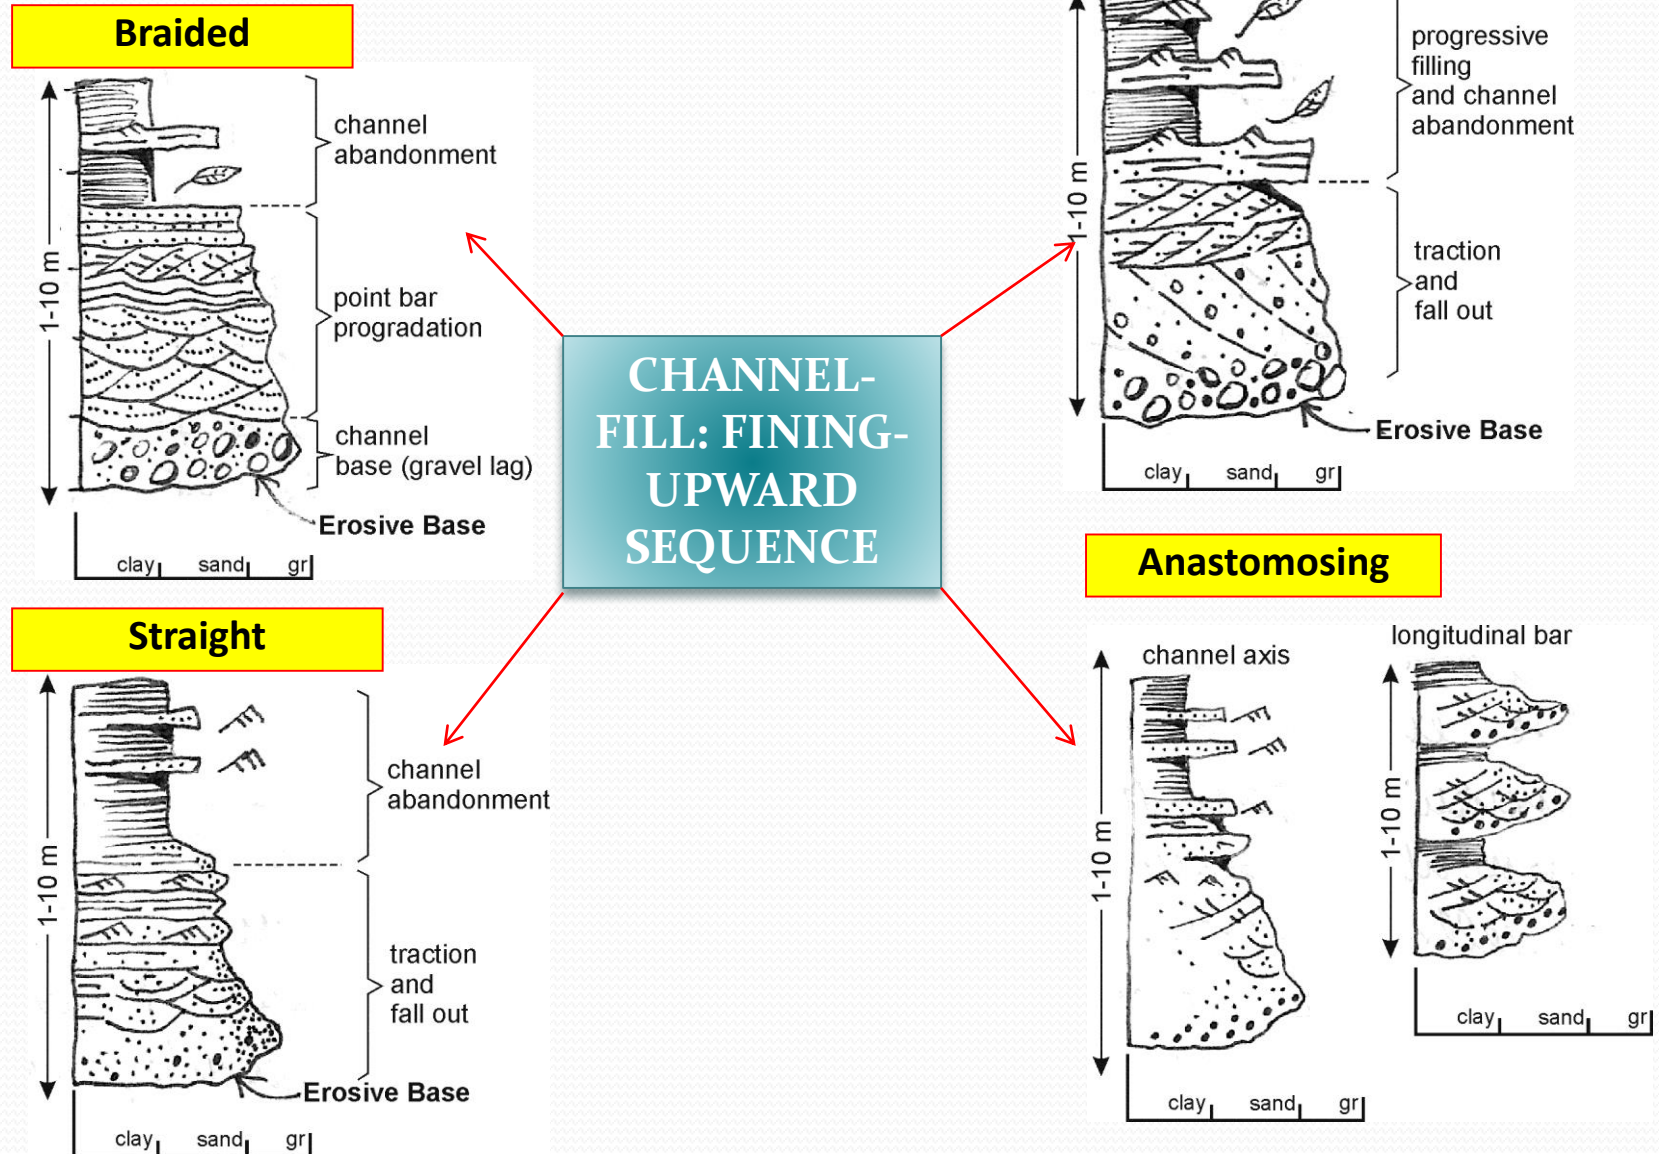 Braided
channel
abandonment
point bar
progradation
channel
base (gravel lag)
1-10 m
Erosive Base
clay sand gr
progressive
filling
and channel
abandonment
traction
and
fall out
1-10 m
Erosive Base
clay sand gr
CHANNEL-
FILL: FINING-
UPWARD
SEQUENCE
Straight
channel
abandonment
traction
and
fall out
1-10 m
Erosive Base
clay sand gr
Anastomosing
channel axis
1-10 m
clay sand gr
longitudinal bar
1-10 m
clay sand gr